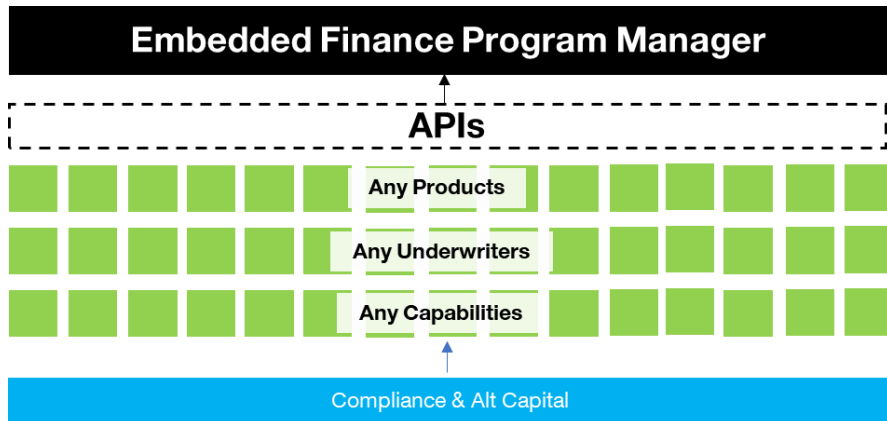 Embedded Finance Program Manager
APIs
Any Products
Any Underwriters
Any Capabilities
Compliance & Alt Capital